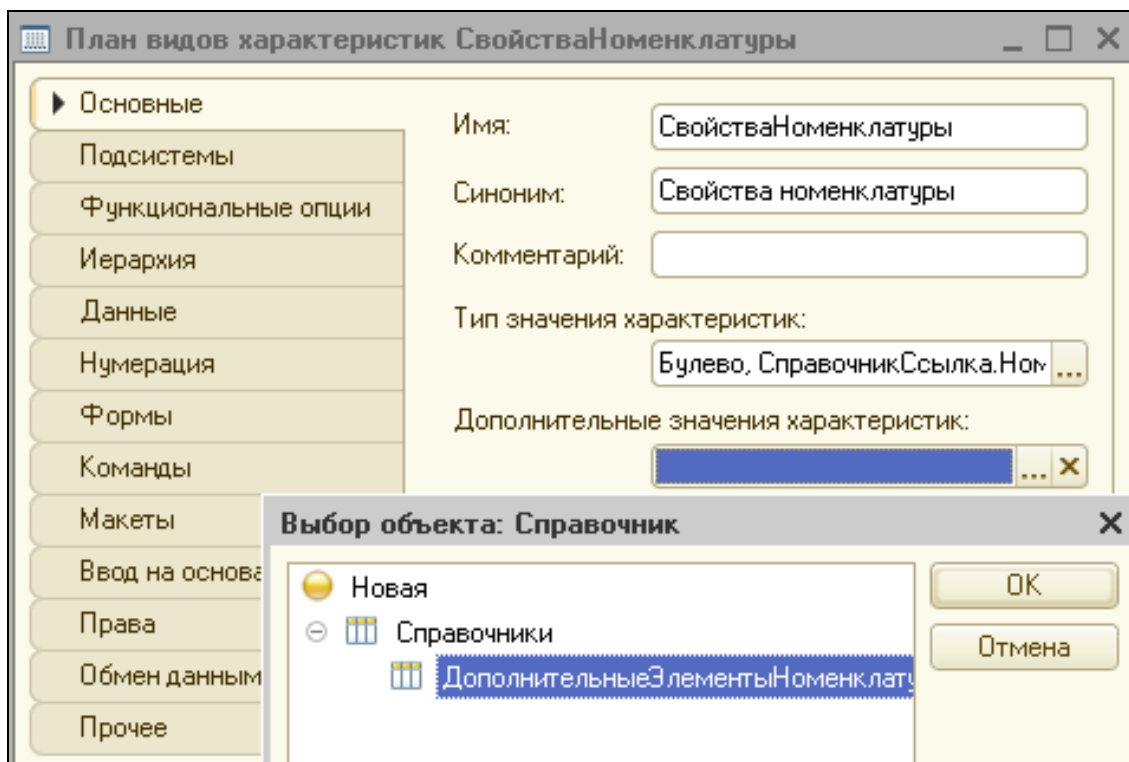 План видов характеристик СвойстваНоменклатуры
Основные
Подсистемы
Функциональные опции
Иерархия
Данные
Нумерация
Формы
Команды
Макеты
Ввод на основа
Права
Обмен данным
Прочее
Имя: СвойстваНоменклатуры
Синоним: Свойства номенклатуры
Комментарий:
Тип значения характеристик:
Булево, СправочникСсылка.Ном ...
Дополнительные значения характеристик:
...
Выбор объекта: Справочник
Новая
Справочники
ДополнительныеЭлементыНоменклату
ОК
Отмена